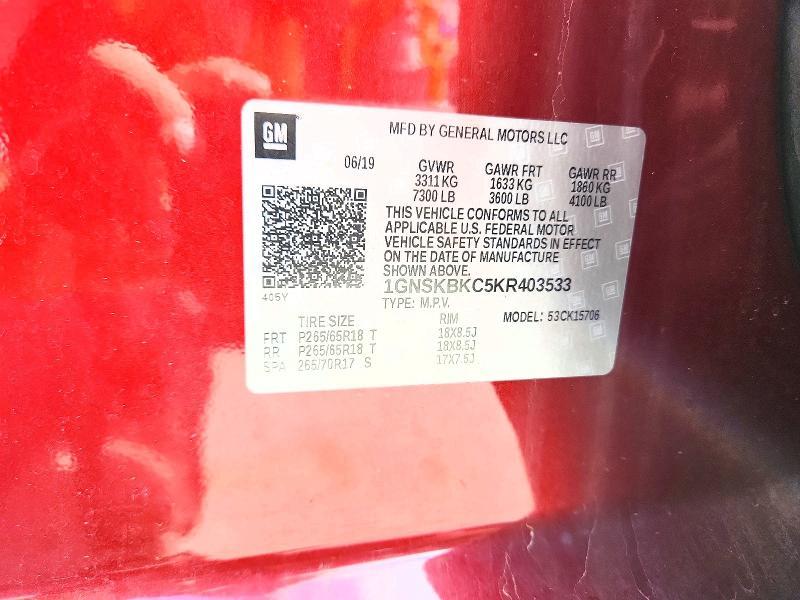 GM
MFD BY GENERAL MOTORS LLC
06/19 GVWR GAWR FRT GAWR RR
3311 KG 1633 KG 1860 KG
7300 LB 3600 LB 4100 LB
THIS VEHICLE CONFORMS TO ALL
APPLICABLE U.S. FEDERAL MOTOR
VEHICLE SAFETY STANDARDS IN EFFECT
ON THE DATE OF MANUFACTURE
SHOWN ABOVE.
1GNSKBKC5KR403533
405Y
TYPE: M.P.V.
MODEL: 53CK15706
TIRE SIZE RIM
FRT P265/65R18 T 18X8.5J
RR P265/65R18 T 18X8.5J
SPA 265/70R17 S 17X7.5J